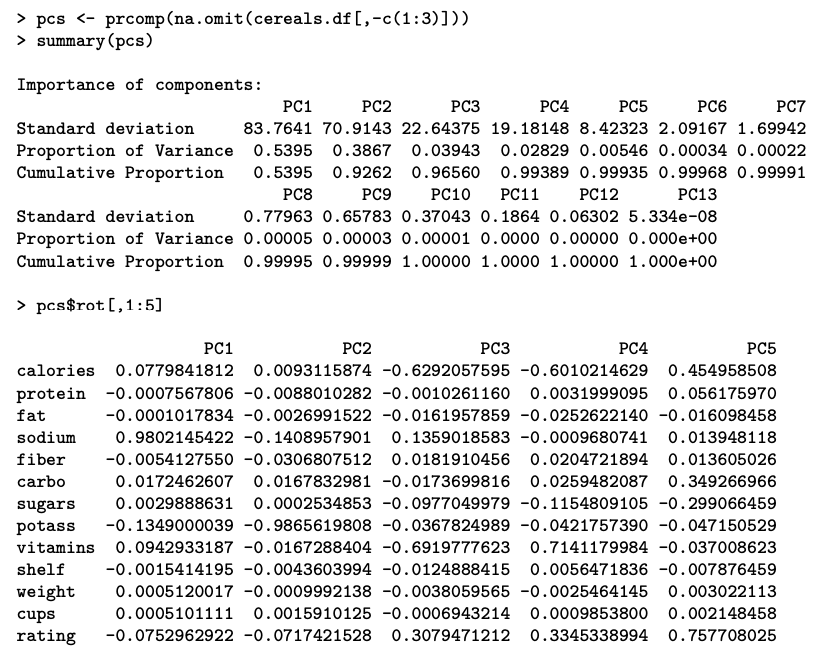 > pcs <- prcomp(na.omit(cereals.df[,-c(1:3)]))
> summary(pcs)
Importance of components:
PC1 PC2 PC3 PC4 PC5 PC6 PC7
Standard deviation 83.7641 70.9143 22.64375 19.18148 8.42323 2.09167 1.69942
Proportion of Variance 0.5395 0.3867 0.03943 0.02829 0.00546 0.00034 0.00022
Cumulative Proportion 0.5395 0.9262 0.96560 0.99389 0.99935 0.99968 0.99991
PC8 PC9 PC10 PC11 PC12 PC13
Standard deviation 0.77963 0.65783 0.37043 0.1864 0.06302 5.334e-08
Proportion of Variance 0.00005 0.00003 0.00001 0.0000 0.00000 0.000e+00
Cumulative Proportion 0.99995 0.99999 1.00000 1.0000 1.00000 1.000e+00
> pcs$rot[,1:5]
PC1 PC2 PC3 PC4 PC5
calories 0.0779841812 0.0093115874 -0.6292057595 -0.6010214629 0.454958508
protein -0.0007567806 -0.0088010282 -0.0010261160 0.0031999095 0.056175970
fat -0.0001017834 -0.0026991522 -0.0161957859 -0.0252622140 -0.016098458
sodium 0.9802145422 -0.1408957901 0.1359018583 -0.0009680741 0.013948118
fiber -0.0054127550 -0.0306807512 0.0181910456 0.0204721894 0.013605026
carbo 0.0172462607 0.0167832981 -0.0173699816 0.0259482087 0.349266966
sugars 0.0029888631 0.0002534853 -0.0977049979 -0.1154809105 -0.299066459
potass -0.1349000039 -0.9865619808 -0.0367824989 -0.0421757390 -0.047150529
vitamins 0.0942933187 -0.0167288404 -0.6919777623 0.7141179984 -0.037008623
shelf -0.0015414195 -0.0043603994 -0.0124888415 0.0056471836 -0.007876459
weight 0.0005120017 -0.0009992138 -0.0038059565 -0.0025464145 0.003022113
cups 0.0005101111 0.0015910125 -0.0006943214 0.0009853800 0.002148458
rating -0.0752962922 -0.0717421528 0.3079471212 0.3345338994 0.757708025